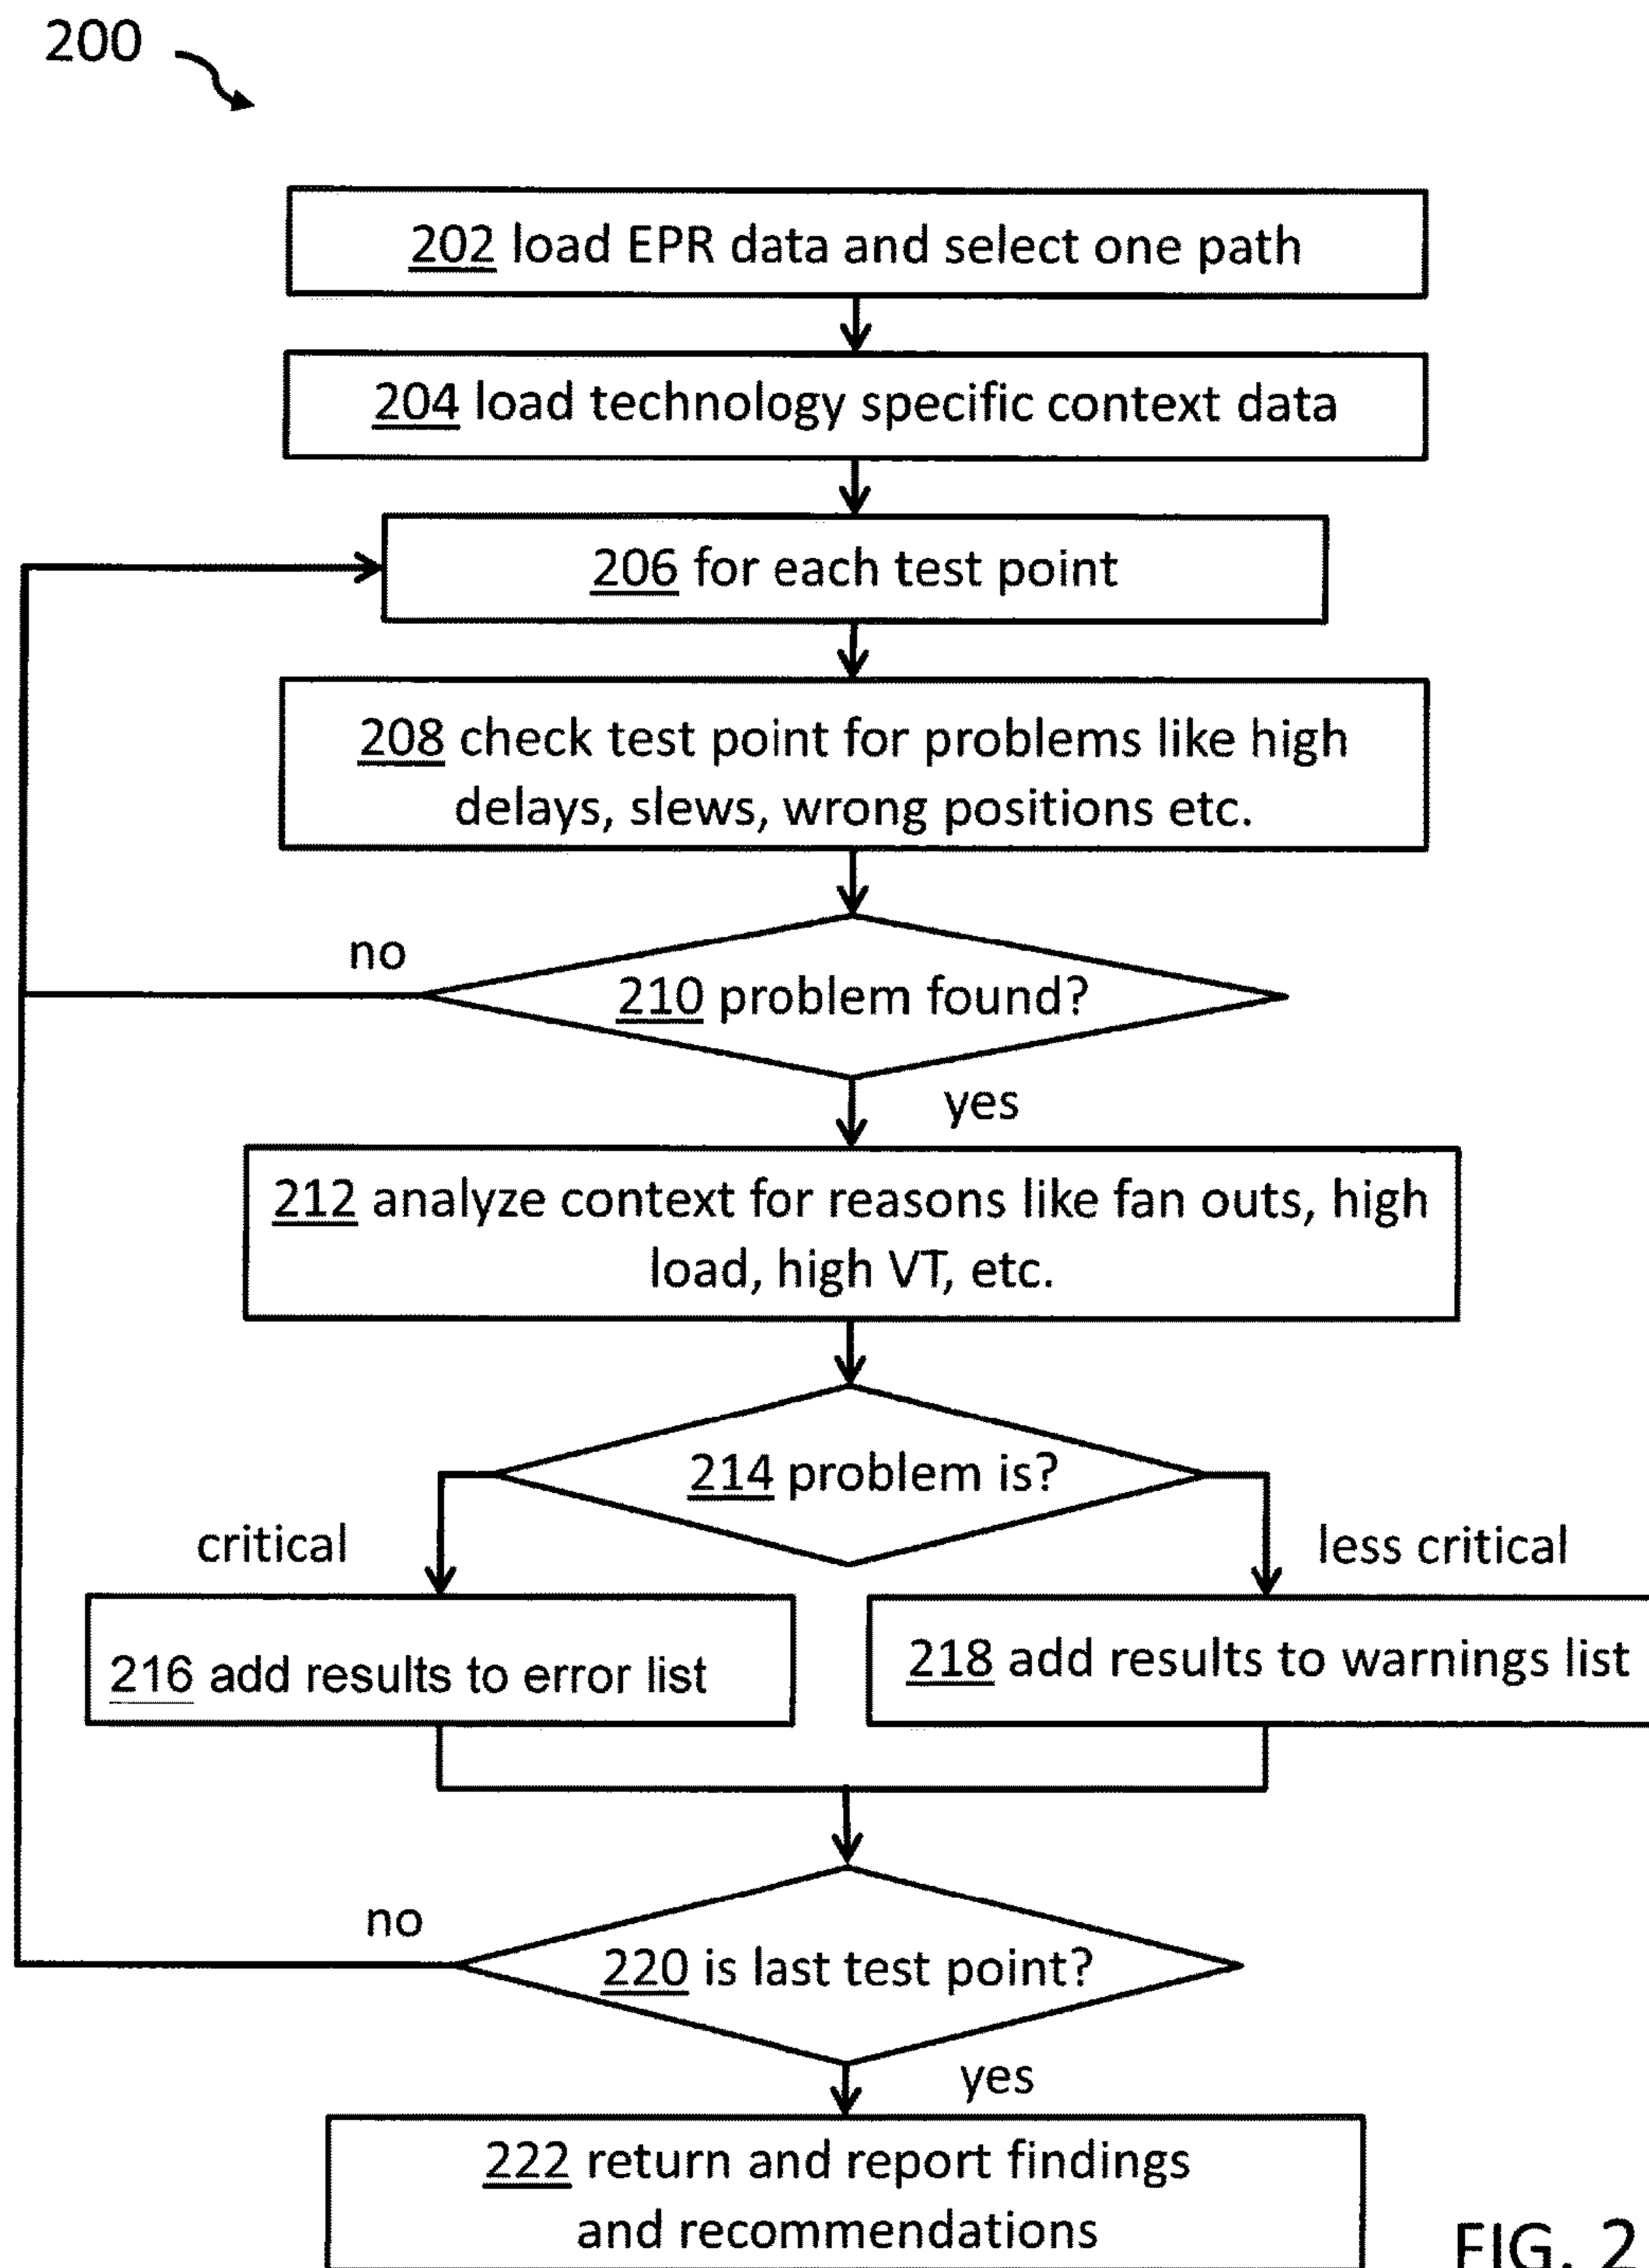 200
202 load EPR data and select one path
204 load technology specific context data
206 for each test point
208 check test point for problems like high
delays, slews, wrong positions etc.
no
210 problem found?
yes
212 analyze context for reasons like fan outs, high
load, high VT, etc.
214 problem is?
critical
less critical
216 add results to error list
218 add results to warnings list
no
220 is last test point?
yes
222 return and report findings
and recommendations
FIG. 2